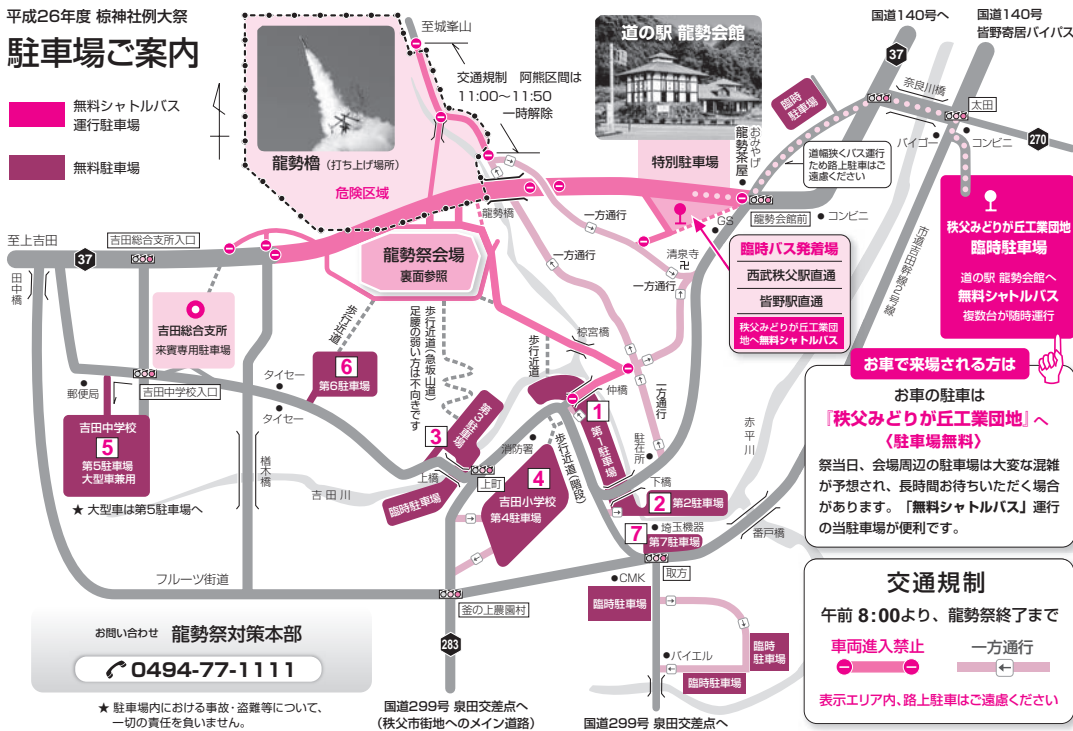 平成26年度 椋神社例大祭
駐車場ご案内
無料シャトルバス
運行駐車場
無料駐車場
至城峯山
交通規制 阿熊区間は
11:00～11:50
一時解除
龍勢櫓（打ち上げ場所）
危険区域
道の駅 龍勢会館
国道140号へ
国道140号
皆野寄居バイパス
37
奈良川橋
太田
270
臨時
駐車場
おみやげ
龍勢茶屋
特別駐車場
道幅狭くバス運行
ため路上駐車はご
遠慮ください
バイゴー
コンビニ
龍勢会館前
コンビニ
GS
龍勢橋
一方通行
一方通行
一方通行
清泉寺
市道吉田幹線2号線
秩父みどりが丘工業団地
臨時駐車場
道の駅 龍勢会館へ
無料シャトルバス
複数台が随時運行
臨時バス発着場
西武秩父駅直通
皆野駅直通
秩父みどりが丘工業団
地へ無料シャトルバス
至上吉田
吉田総合支所入口
37
田中橋
龍勢祭会場
裏面参照
吉田総合支所
来賓専用駐車場
歩行近道
歩行近道（急坂山道）
足腰の弱い方は不向きです
歩行近道
椋宮橋
6
第6駐車場
タイセー
タイセー
郵便局
吉田中学校入口
吉田中学校
5
第5駐車場
大型車兼用
★ 大型車は第5駐車場へ
楢木橋
吉田川
3
第3駐車場
上橋
臨時駐車場
消防署
上町
4
吉田小学校
第4駐車場
歩行近道（階段）
仲橋
1
第1駐車場
一方通行
駐在所
下橋
2
第2駐車場
7
埼玉機器
第7駐車場
赤平川
番戸橋
取方
CMK
臨時駐車場
臨時
駐車場
バイエル
臨時駐車場
フルーツ街道
釜の上農園村
283
お車で来場される方は
お車の駐車は
『秩父みどりが丘工業団地』へ
〈駐車場無料〉
祭当日、会場周辺の駐車場は大変な混雑
が予想され、長時間お待ちいただく場合
があります。「無料シャトルバス」運行
の当駐車場が便利です。
交通規制
午前 8:00より、龍勢祭終了まで
車両進入禁止
一方通行
表示エリア内、路上駐車はご遠慮ください
お問い合わせ 龍勢祭対策本部
0494-77-1111
★ 駐車場内における事故・盗難等について、
一切の責任を負いません。
国道299号 泉田交差点へ
（秩父市街地へのメイン道路）
国道299号 泉田交差点へ